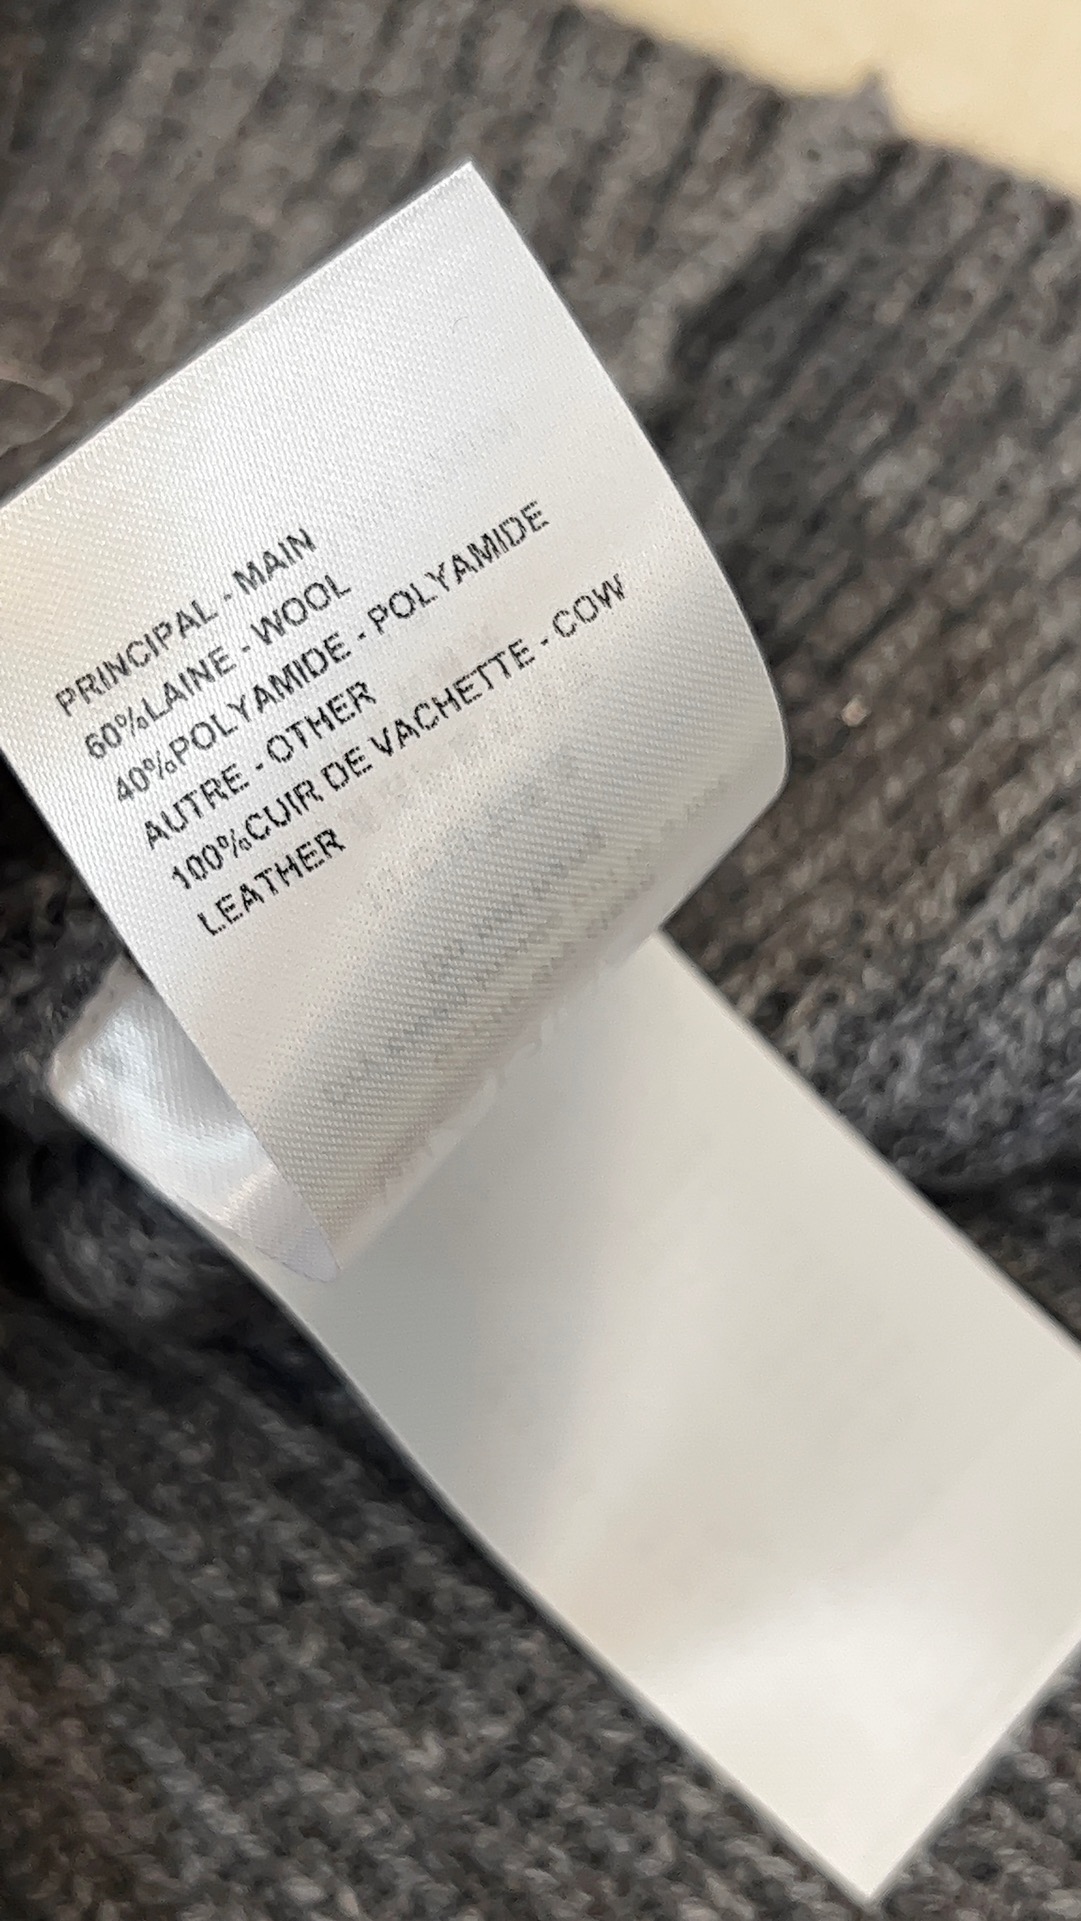 PRINCIPAL - MAIN
60%LAINE - WOOL
40%POLYAMIDE - POLYAMIDE
AUTRE - OTHER
100%CUIR DE VACHETTE - COW
LEATHER